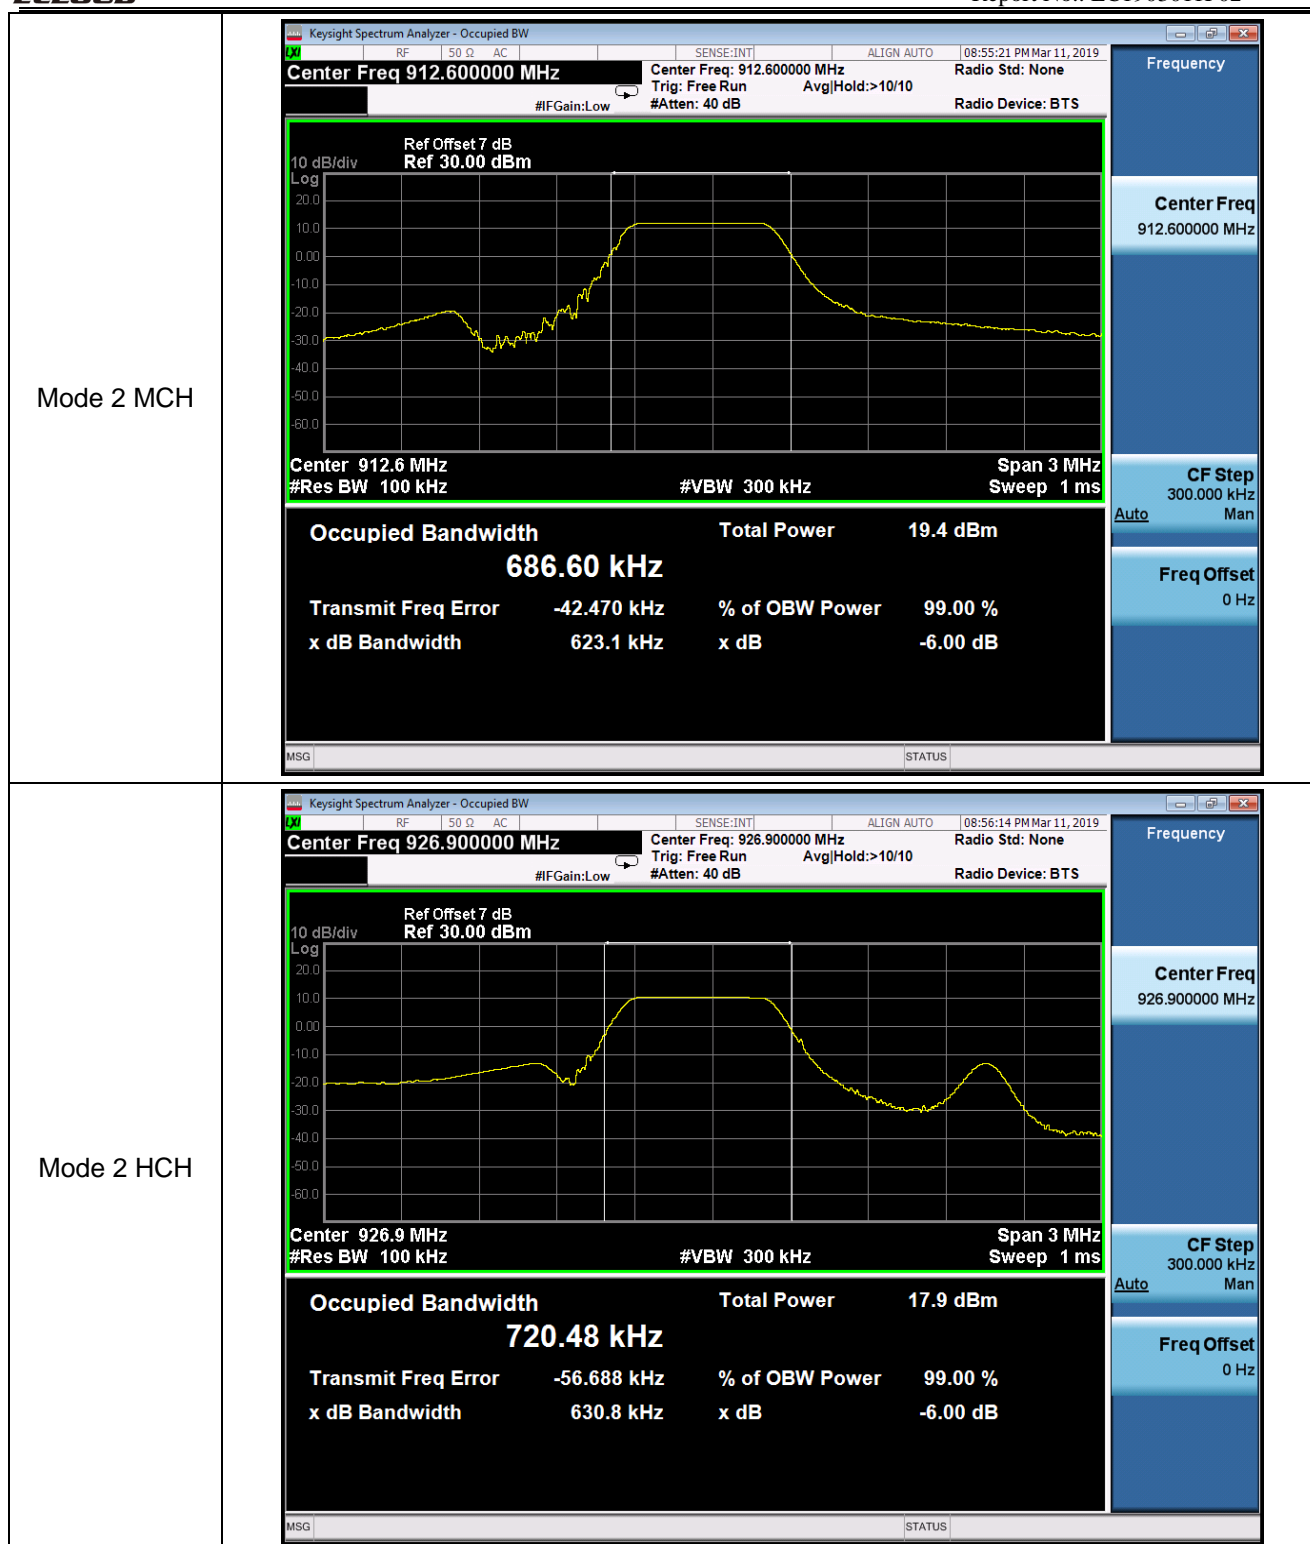 Mode 2 MCH
Keysight Spectrum Analyzer - Occupied BW
LXI RF 50 Ω AC SENSE:INT ALIGN AUTO 08:55:21 PM Mar 11, 2019
Center Freq 912.600000 MHz
Center Freq: 912.600000 MHz Radio Std: None
Trig: Free Run Avg|Hold:>10/10
#IFGain:Low #Atten: 40 dB Radio Device: BTS
Ref Offset 7 dB
10 dB/div Ref 30.00 dBm
Log
20.0
10.0
0.00
-10.0
-20.0
-30.0
-40.0
-50.0
-60.0
Center 912.6 MHz Span 3 MHz
#Res BW 100 kHz #VBW 300 kHz Sweep 1 ms
Occupied Bandwidth Total Power 19.4 dBm
686.60 kHz
Transmit Freq Error -42.470 kHz % of OBW Power 99.00 %
x dB Bandwidth 623.1 kHz x dB -6.00 dB
MSG STATUS
Frequency
Center Freq
912.600000 MHz
CF Step
300.000 kHz
Auto Man
Freq Offset
0 Hz
Mode 2 HCH
Keysight Spectrum Analyzer - Occupied BW
LXI RF 50 Ω AC SENSE:INT ALIGN AUTO 08:56:14 PM Mar 11, 2019
Center Freq 926.900000 MHz
Center Freq: 926.900000 MHz Radio Std: None
Trig: Free Run Avg|Hold:>10/10
#IFGain:Low #Atten: 40 dB Radio Device: BTS
Ref Offset 7 dB
10 dB/div Ref 30.00 dBm
Log
20.0
10.0
0.00
-10.0
-20.0
-30.0
-40.0
-50.0
-60.0
Center 926.9 MHz Span 3 MHz
#Res BW 100 kHz #VBW 300 kHz Sweep 1 ms
Occupied Bandwidth Total Power 17.9 dBm
720.48 kHz
Transmit Freq Error -56.688 kHz % of OBW Power 99.00 %
x dB Bandwidth 630.8 kHz x dB -6.00 dB
MSG STATUS
Frequency
Center Freq
926.900000 MHz
CF Step
300.000 kHz
Auto Man
Freq Offset
0 Hz